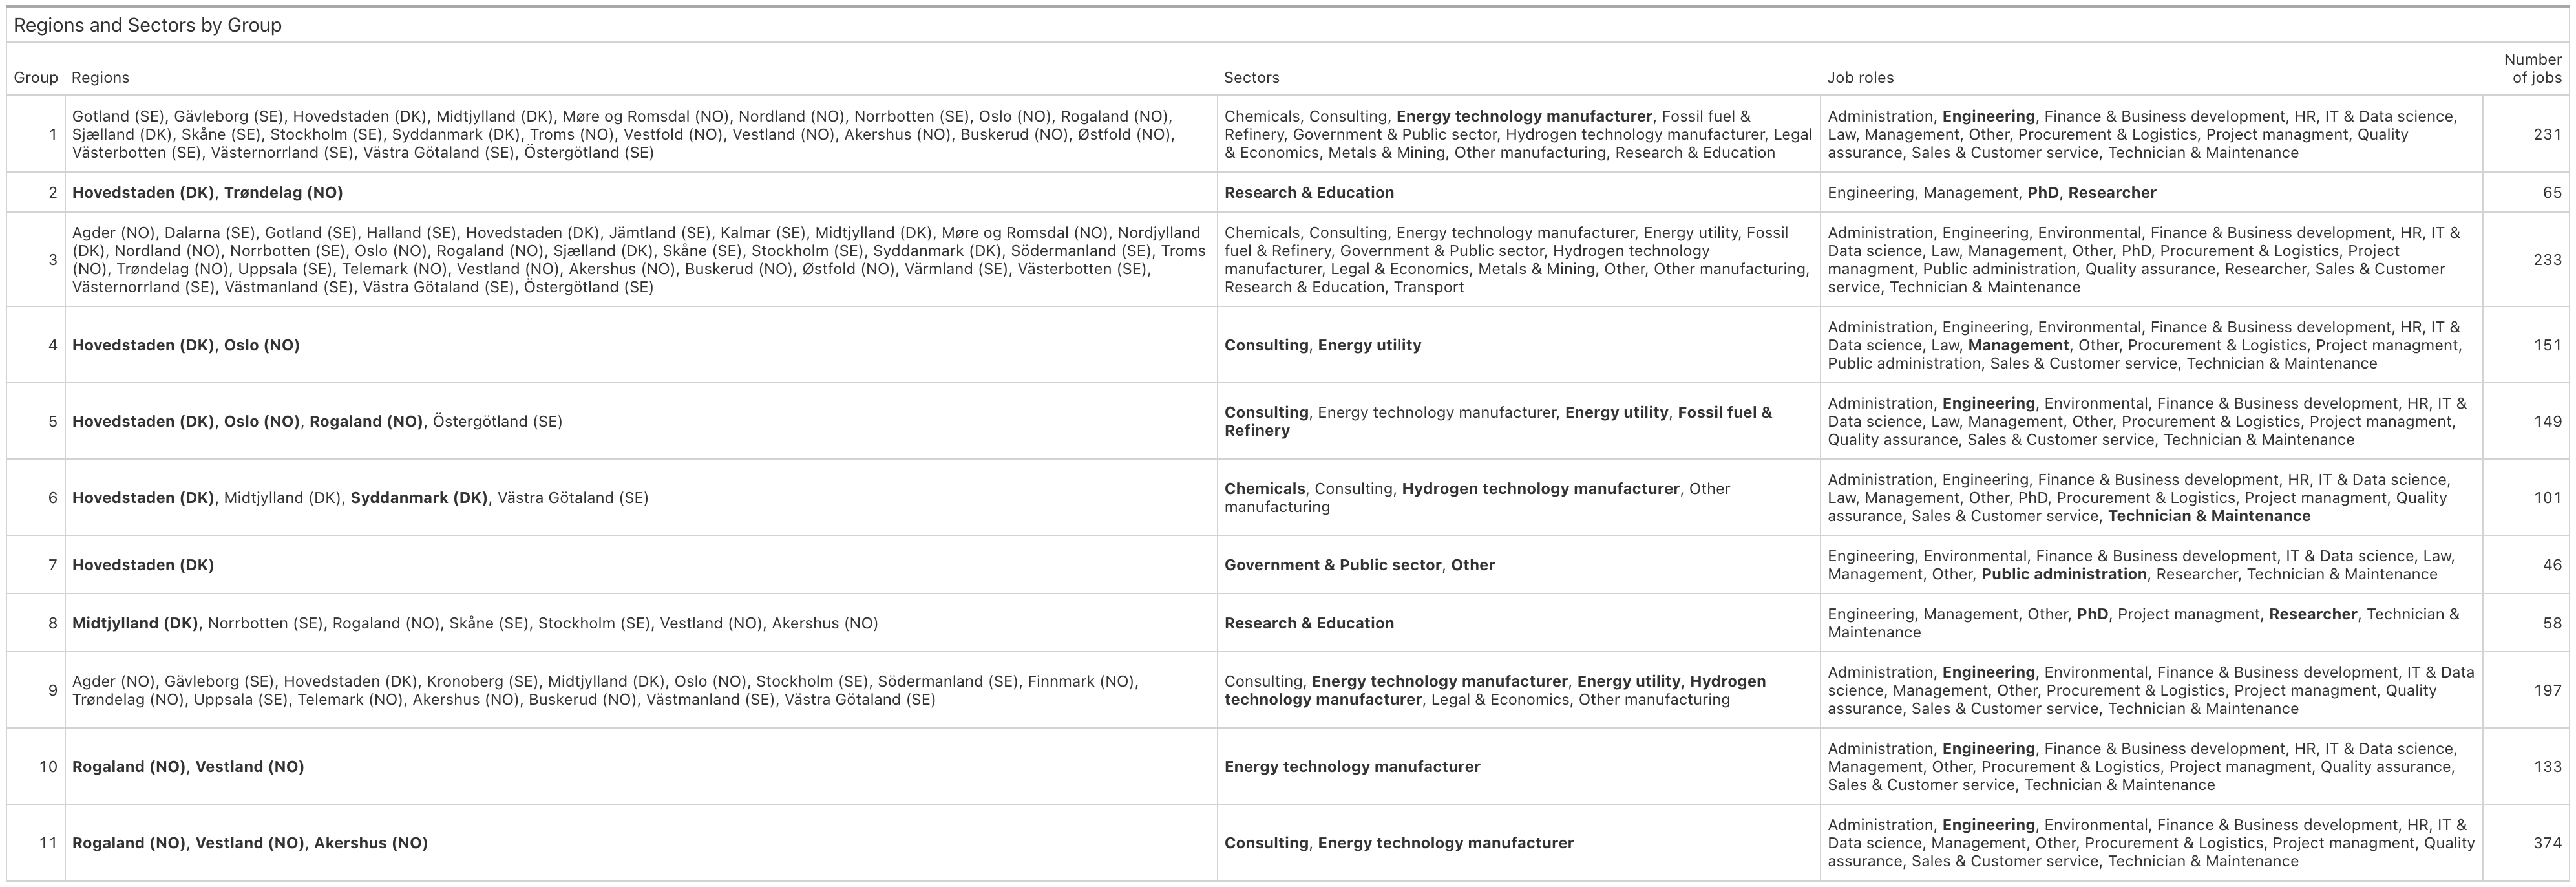 Regions and Sectors by Group
Group Regions Sectors Job roles Number of jobs
1
Gotland (SE), Gävleborg (SE), Hovedstaden (DK), Midtjylland (DK), Møre og Romsdal (NO), Nordland (NO), Norrbotten (SE), Oslo (NO), Rogaland (NO),
Sjælland (DK), Skåne (SE), Stockholm (SE), Syddanmark (DK), Troms (NO), Vestfold (NO), Vestland (NO), Akershus (NO), Buskerud (NO), Østfold (NO),
Västerbotten (SE), Västernorrland (SE), Västra Götaland (SE), Östergötland (SE)
Chemicals, Consulting, Energy technology manufacturer, Fossil fuel &
Refinery, Government & Public sector, Hydrogen technology manufacturer, Legal
& Economics, Metals & Mining, Other manufacturing, Research & Education
Administration, Engineering, Finance & Business development, HR, IT & Data science,
Law, Management, Other, Procurement & Logistics, Project managment, Quality
assurance, Sales & Customer service, Technician & Maintenance
231
2
Hovedstaden (DK), Trøndelag (NO)
Research & Education
Engineering, Management, PhD, Researcher
65
3
Agder (NO), Dalarna (SE), Gotland (SE), Halland (SE), Hovedstaden (DK), Jämtland (SE), Kalmar (SE), Midtjylland (DK), Møre og Romsdal (NO), Nordjylland
(DK), Nordland (NO), Norrbotten (SE), Oslo (NO), Rogaland (NO), Sjælland (DK), Skåne (SE), Stockholm (SE), Syddanmark (DK), Södermanland (SE), Troms
(NO), Trøndelag (NO), Uppsala (SE), Telemark (NO), Vestland (NO), Akershus (NO), Buskerud (NO), Østfold (NO), Värmland (SE), Västerbotten (SE),
Västernorrland (SE), Västmanland (SE), Västra Götaland (SE), Östergötland (SE)
Chemicals, Consulting, Energy technology manufacturer, Energy utility, Fossil
fuel & Refinery, Government & Public sector, Hydrogen technology
manufacturer, Legal & Economics, Metals & Mining, Other, Other manufacturing,
Research & Education, Transport
Administration, Engineering, Environmental, Finance & Business development, HR, IT &
Data science, Law, Management, Other, PhD, Procurement & Logistics, Project
managment, Public administration, Quality assurance, Researcher, Sales & Customer
service, Technician & Maintenance
233
4
Hovedstaden (DK), Oslo (NO)
Consulting, Energy utility
Administration, Engineering, Environmental, Finance & Business development, HR, IT &
Data science, Law, Management, Other, Procurement & Logistics, Project managment,
Public administration, Sales & Customer service, Technician & Maintenance
151
5
Hovedstaden (DK), Oslo (NO), Rogaland (NO), Östergötland (SE)
Consulting, Energy technology manufacturer, Energy utility, Fossil fuel &
Refinery
Administration, Engineering, Environmental, Finance & Business development, HR, IT &
Data science, Law, Management, Other, Procurement & Logistics, Project managment,
Quality assurance, Sales & Customer service, Technician & Maintenance
149
6
Hovedstaden (DK), Midtjylland (DK), Syddanmark (DK), Västra Götaland (SE)
Chemicals, Consulting, Hydrogen technology manufacturer, Other
manufacturing
Administration, Engineering, Finance & Business development, HR, IT & Data science,
Law, Management, Other, PhD, Procurement & Logistics, Project managment, Quality
assurance, Sales & Customer service, Technician & Maintenance
101
7
Hovedstaden (DK)
Government & Public sector, Other
Engineering, Environmental, Finance & Business development, IT & Data science, Law,
Management, Other, Public administration, Researcher, Technician & Maintenance
46
8
Midtjylland (DK), Norrbotten (SE), Rogaland (NO), Skåne (SE), Stockholm (SE), Vestland (NO), Akershus (NO)
Research & Education
Engineering, Management, Other, PhD, Project managment, Researcher, Technician &
Maintenance
58
9
Agder (NO), Gävleborg (SE), Hovedstaden (DK), Kronoberg (SE), Midtjylland (DK), Oslo (NO), Stockholm (SE), Södermanland (SE), Finnmark (NO),
Trøndelag (NO), Uppsala (SE), Telemark (NO), Akershus (NO), Buskerud (NO), Västmanland (SE), Västra Götaland (SE)
Consulting, Energy technology manufacturer, Energy utility, Hydrogen
technology manufacturer, Legal & Economics, Other manufacturing
Administration, Engineering, Environmental, Finance & Business development, IT & Data
science, Management, Other, Procurement & Logistics, Project managment, Quality
assurance, Sales & Customer service, Technician & Maintenance
197
10
Rogaland (NO), Vestland (NO)
Energy technology manufacturer
Administration, Engineering, Finance & Business development, HR, IT & Data science,
Management, Other, Procurement & Logistics, Project managment, Quality assurance,
Sales & Customer service, Technician & Maintenance
133
11
Rogaland (NO), Vestland (NO), Akershus (NO)
Consulting, Energy technology manufacturer
Administration, Engineering, Environmental, Finance & Business development, HR, IT &
Data science, Management, Other, Procurement & Logistics, Project managment, Quality
assurance, Sales & Customer service, Technician & Maintenance
374